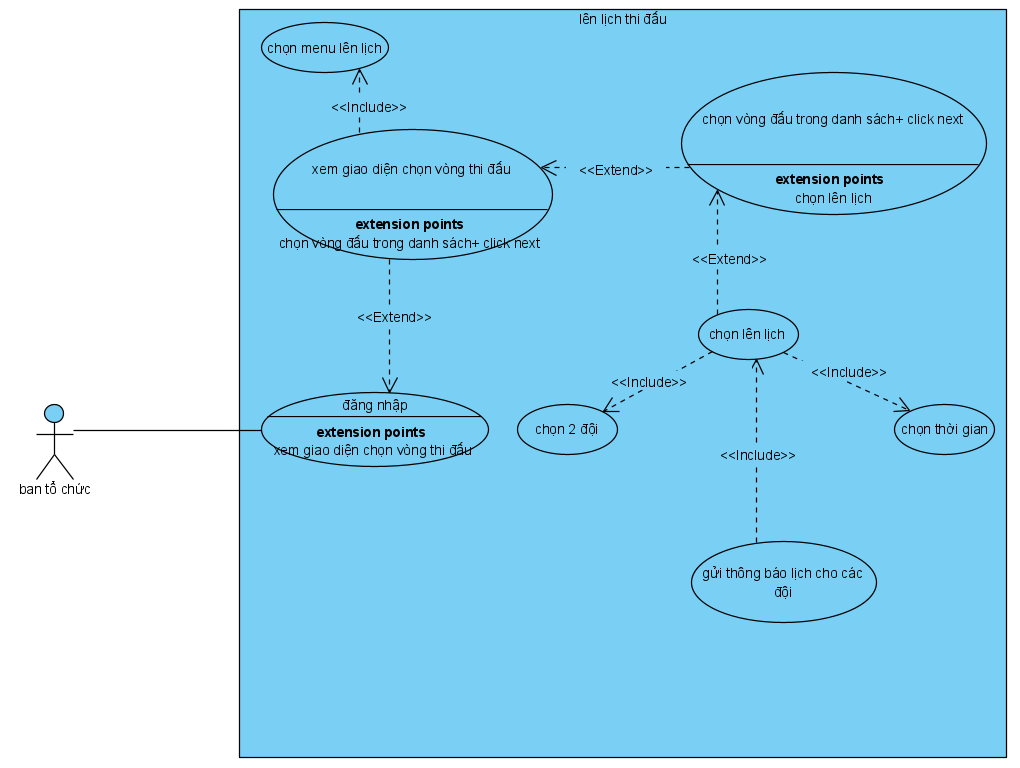 lên lịch thi đấu
chọn menu lên lịch
<<Include>>
chọn vòng đấu trong danh sách+ click next
extension points
chọn lên lịch
xem giao diện chọn vòng thi đấu
extension points
chọn vòng đấu trong danh sách+ click next
<<Extend>>
<<Extend>>
<<Extend>>
chọn lên lịch
<<Include>>
<<Include>>
đăng nhập
extension points
xem giao diện chọn vòng thi đấu
chọn 2 đội
chọn thời gian
<<Include>>
ban tổ chức
gửi thông báo lịch cho các
đội